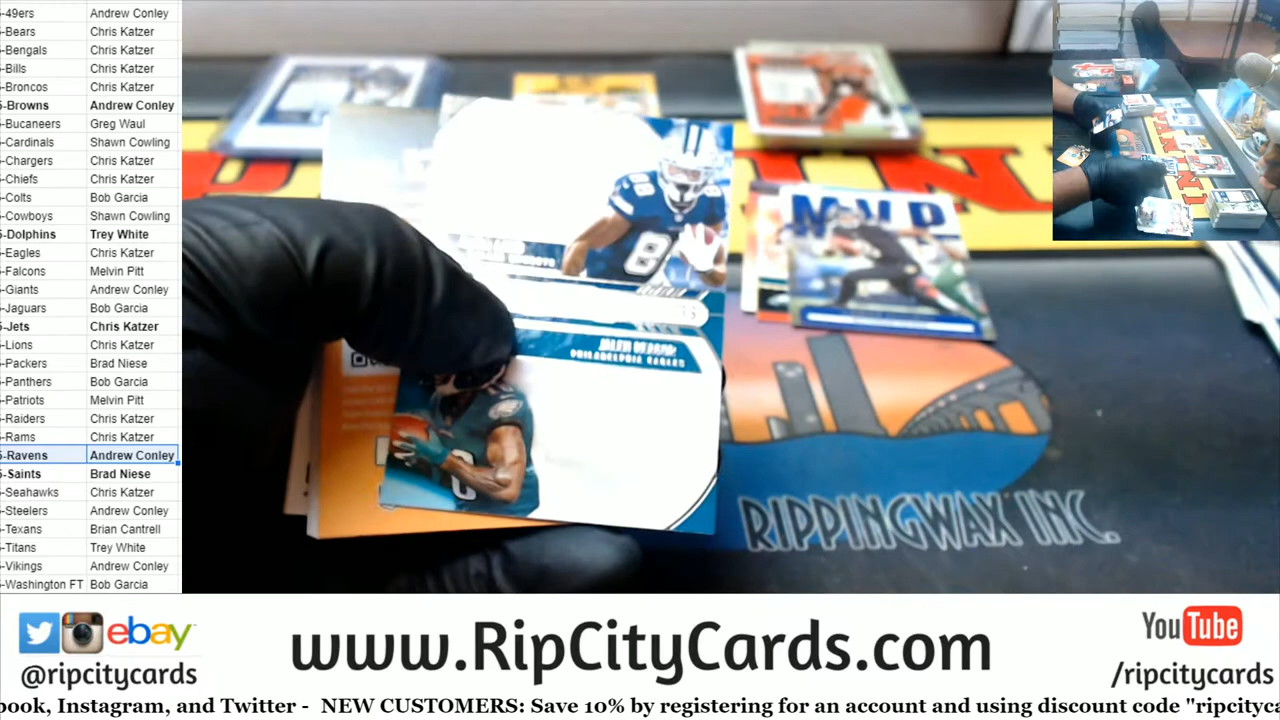 -49ers Andrew Conley
-Bears Chris Katzer
-Bengals Chris Katzer
-Bills Chris Katzer
-Broncos Chris Katzer
-Browns Andrew Conley
-Bucaneers Greg Waul
-Cardinals Shawn Cowling
-Chargers Chris Katzer
-Chiefs Chris Katzer
-Colts Bob Garcia
-Cowboys Shawn Cowling
-Dolphins Trey White
-Eagles Chris Katzer
-Falcons Melvin Pitt
-Giants Andrew Conley
-Jaguars Bob Garcia
-Jets Chris Katzer
-Lions Chris Katzer
-Packers Brad Niese
-Panthers Bob Garcia
-Patriots Melvin Pitt
-Raiders Chris Katzer
-Rams Chris Katzer
-Ravens Andrew Conley
-Saints Brad Niese
-Seahawks Chris Katzer
-Steelers Andrew Conley
-Texans Brian Cantrell
-Titans Trey White
-Vikings Andrew Conley
-Washington FT Bob Garcia
MVP
88
PHILADELPHIA EAGLES
RIPPINGWAX INC.
PANINI
ebay
@ripcitycards
www.RipCityCards.com
YouTube
/ripcitycards
book, Instagram, and Twitter - NEW CUSTOMERS: Save 10% by registering for an account and using discount code "ripcityca